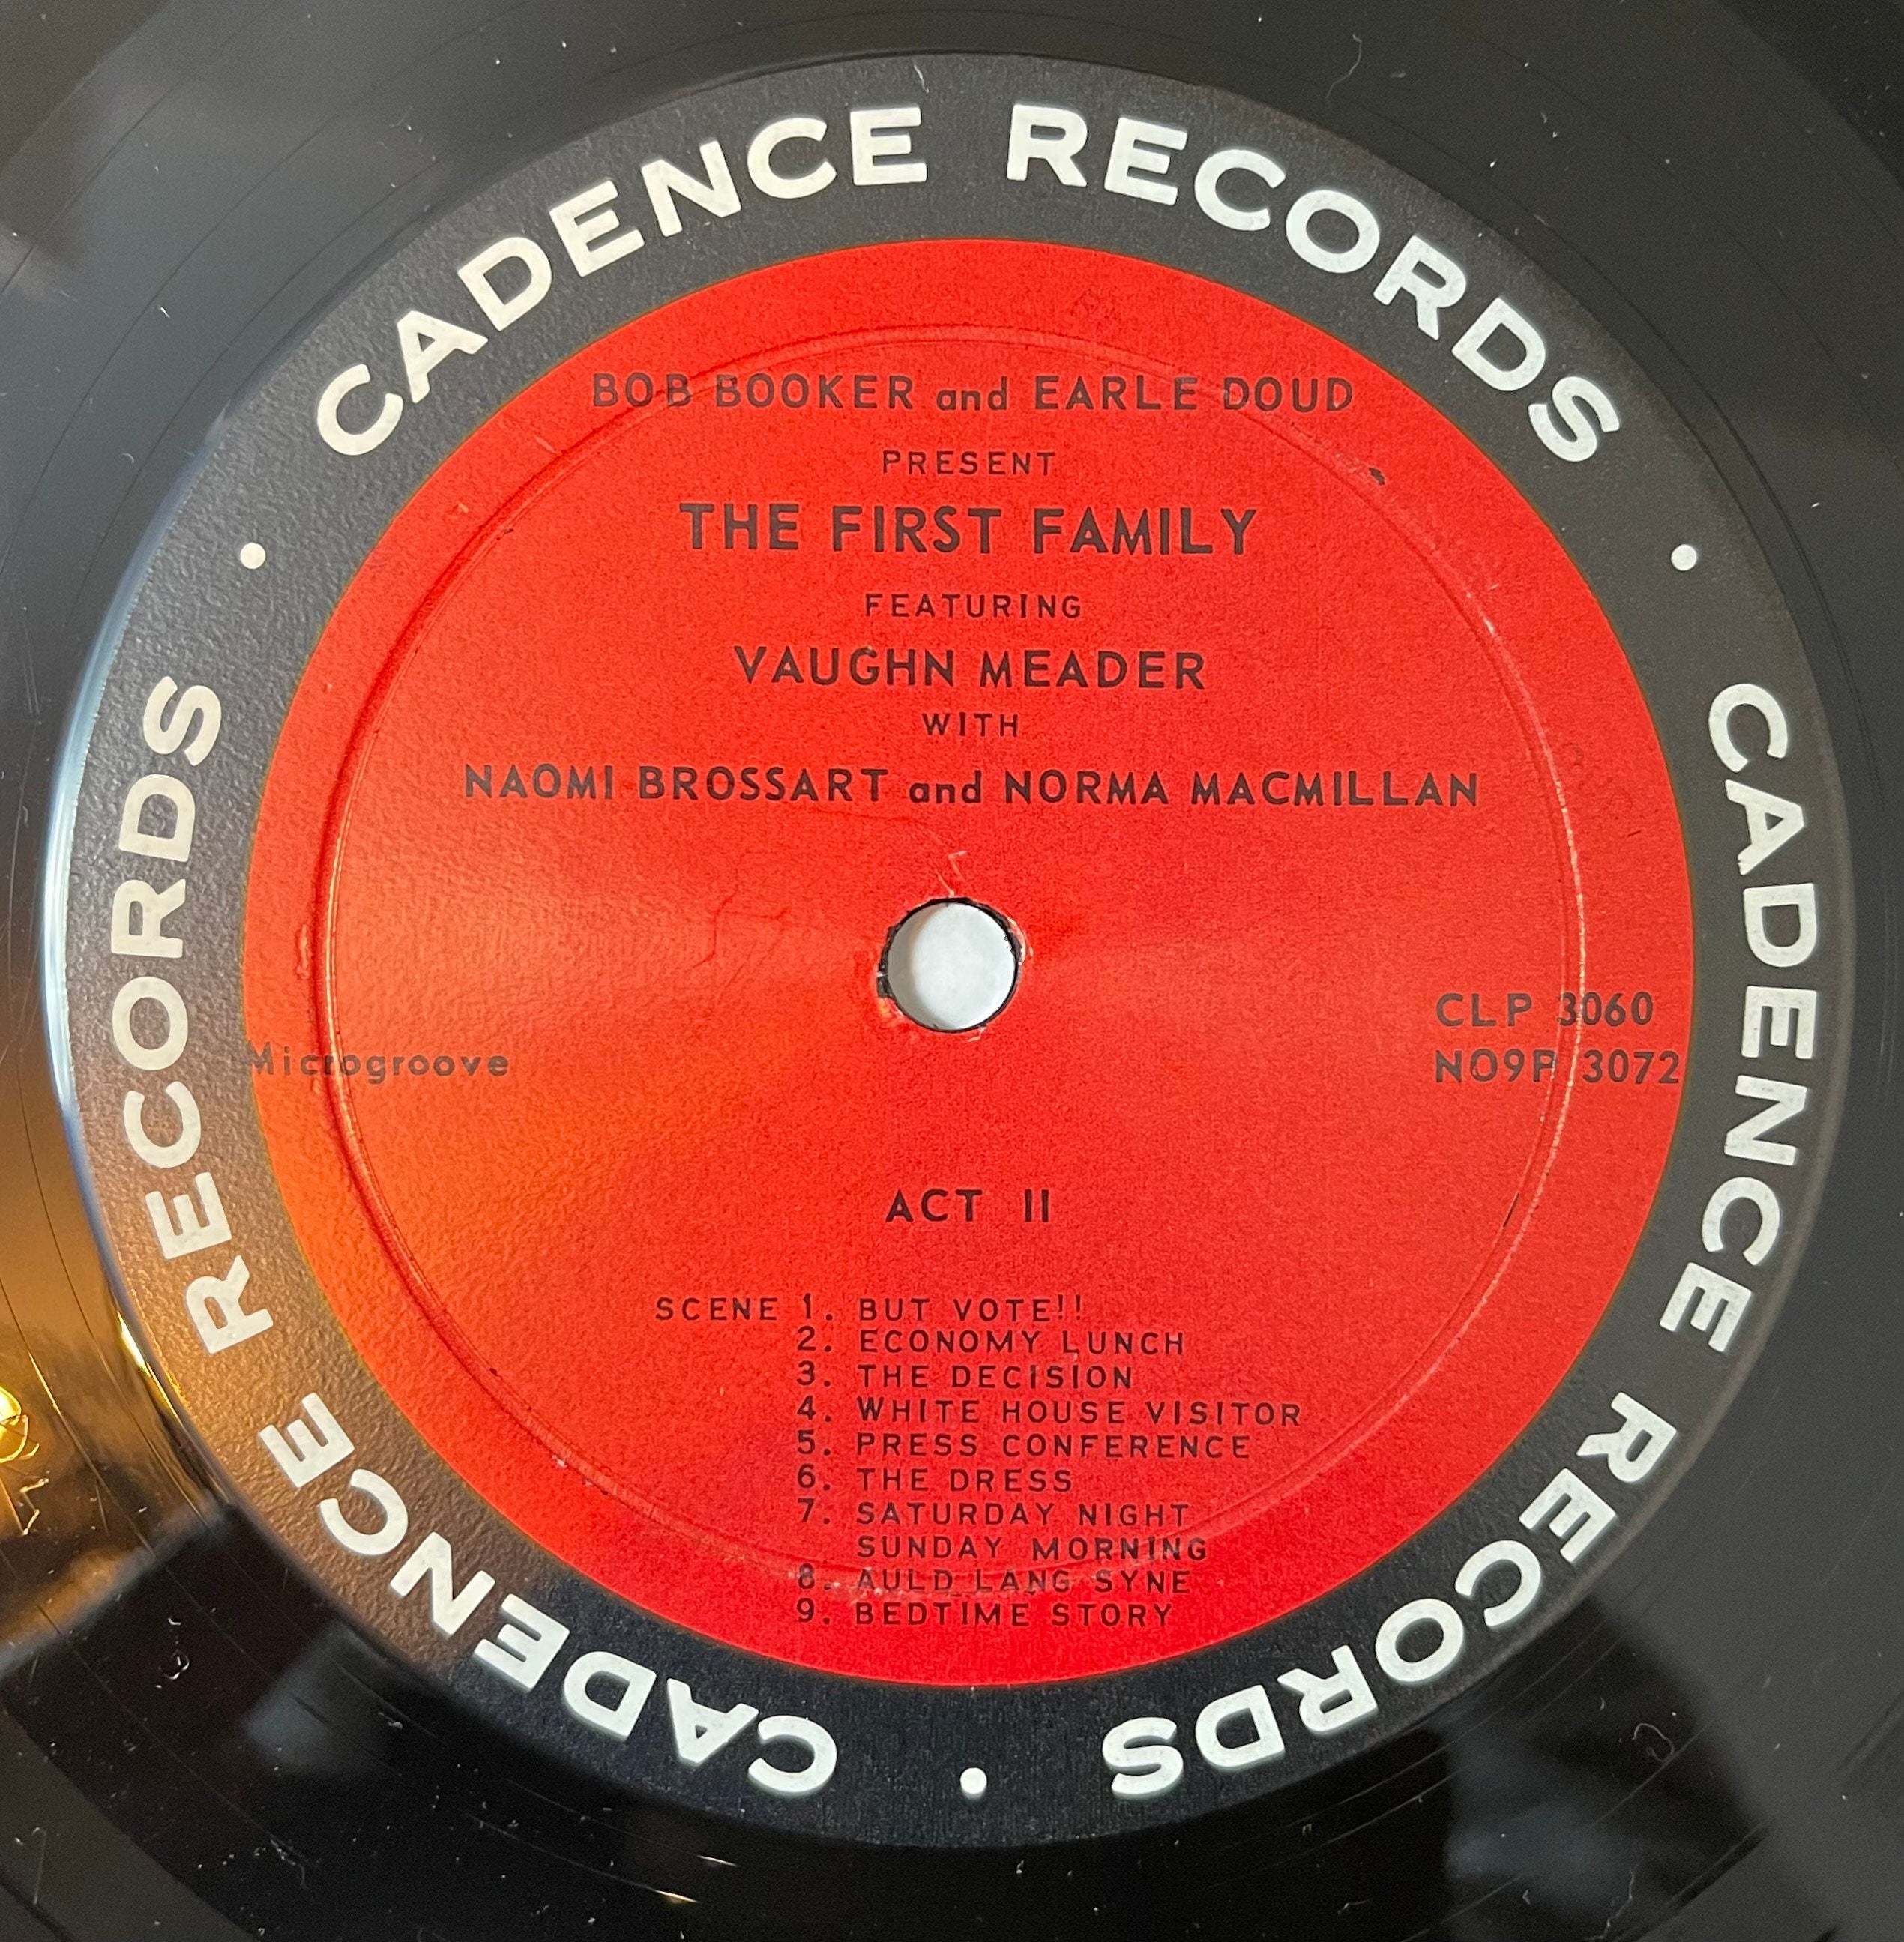 CADENCE RECORDS • CADENCE RECORDS • CADENCE RECORDS •
BOB BOOKER and EARLE DOUD
PRESENT
THE FIRST FAMILY
FEATURING
VAUGHN MEADER
WITH
NAOMI BROSSART and NORMA MACMILLAN
CLP 3060
Microgroove
NO9P 3072
ACT II
SCENE 1. BUT VOTE!!
2. ECONOMY LUNCH
3. THE DECISION
4. WHITE HOUSE VISITOR
5. PRESS CONFERENCE
6. THE DRESS
7. SATURDAY NIGHT
SUNDAY MORNING
8. AULD LANG SYNE
9. BEDTIME STORY